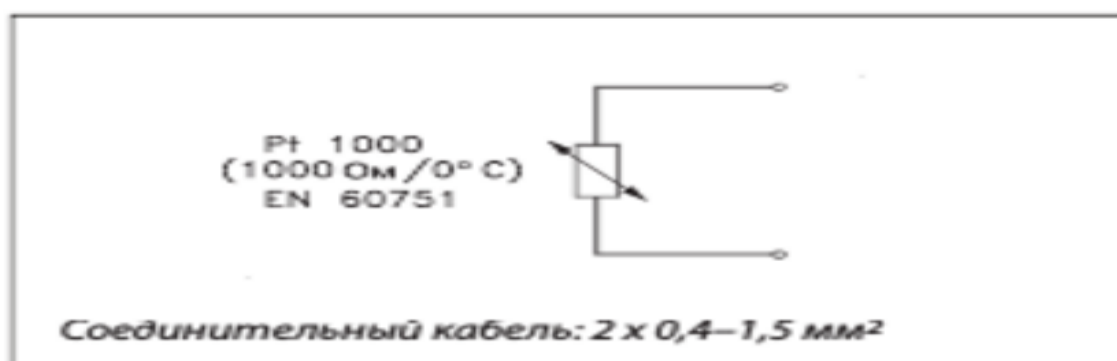 Pt 1000
(1000 Ом/0° C)
EN 60751
Соединительный кабель: 2 x 0,4–1,5 мм²